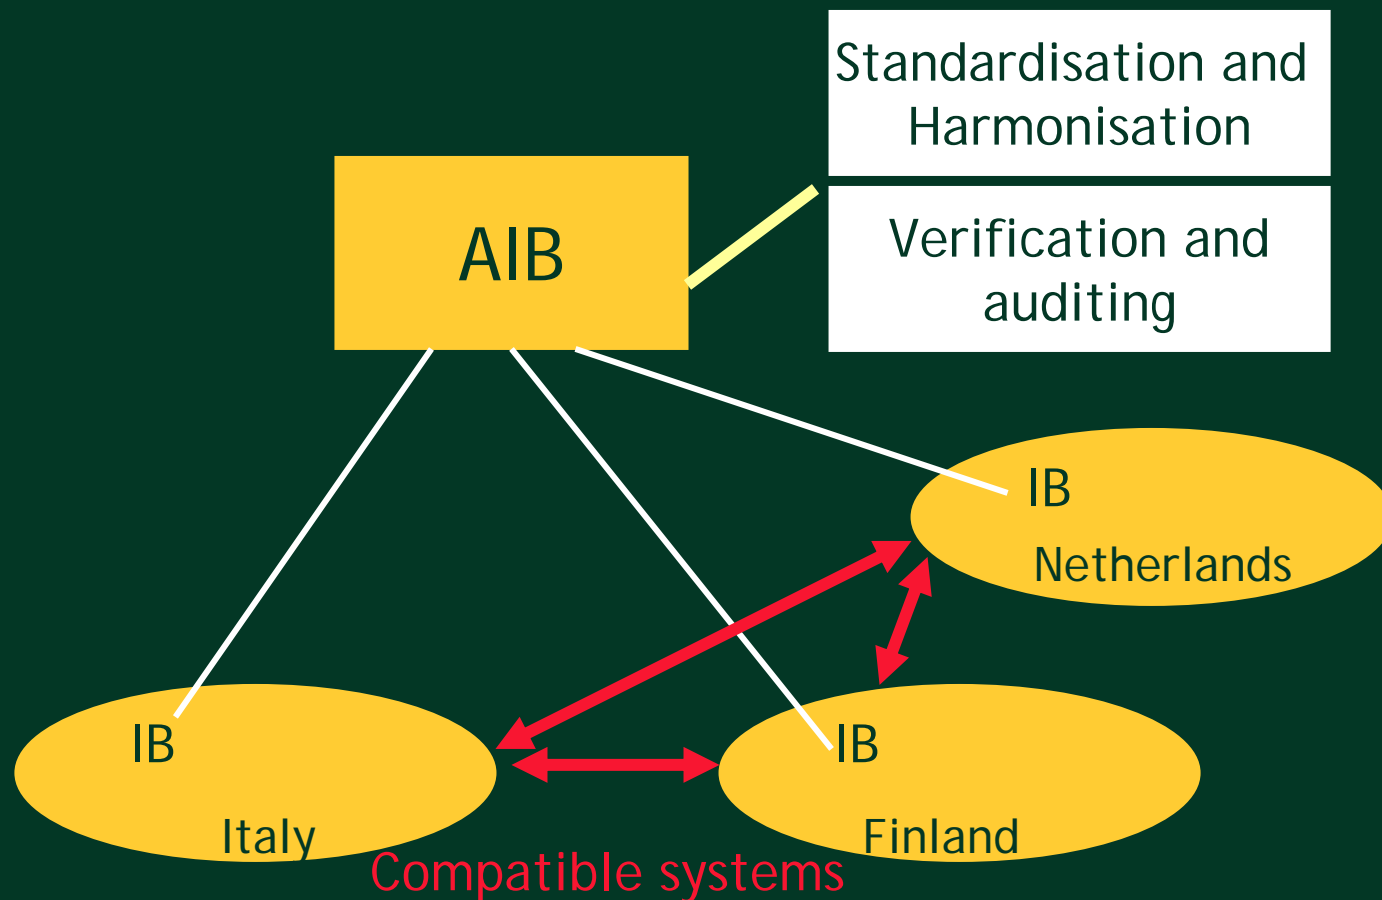 Standardisation and
Harmonisation
AIB
Verification and
auditing
IB
Netherlands
IB
Italy
IB
Finland
Compatible systems